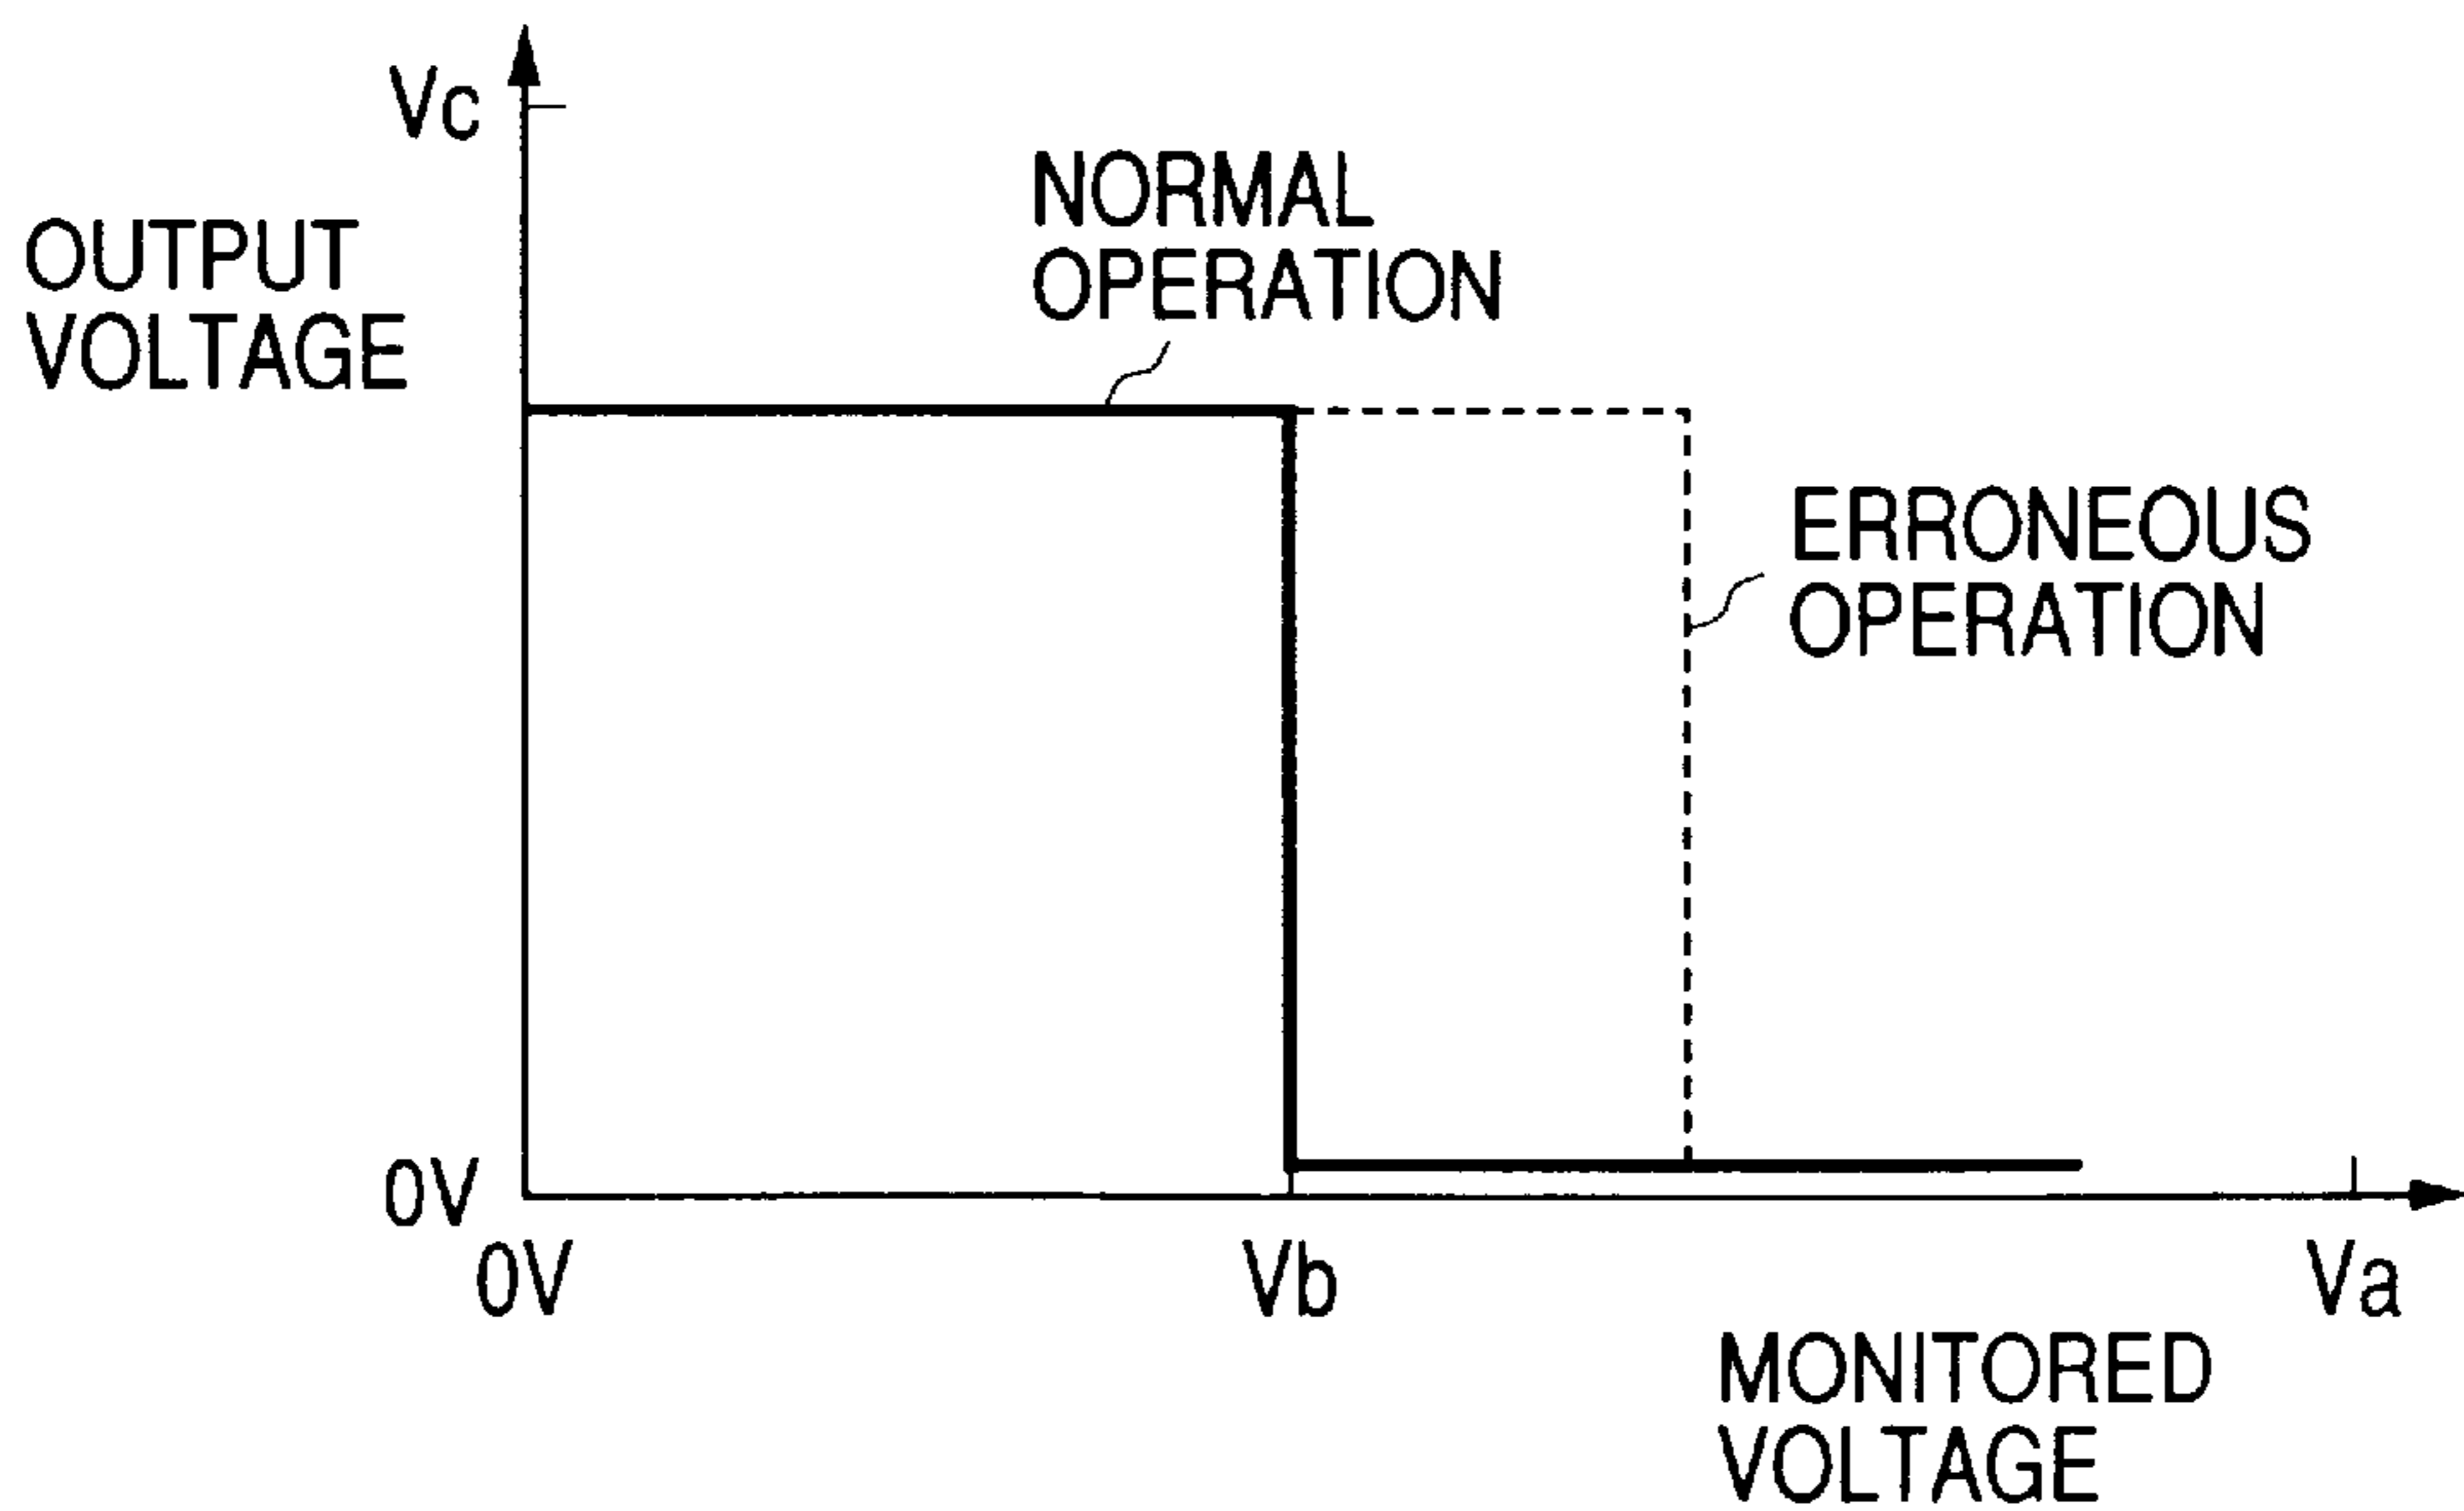 Vc
OUTPUT
VOLTAGE
NORMAL
OPERATION
ERRONEOUS
OPERATION
0V
0V
Vb
Va
MONITORED
VOLTAGE